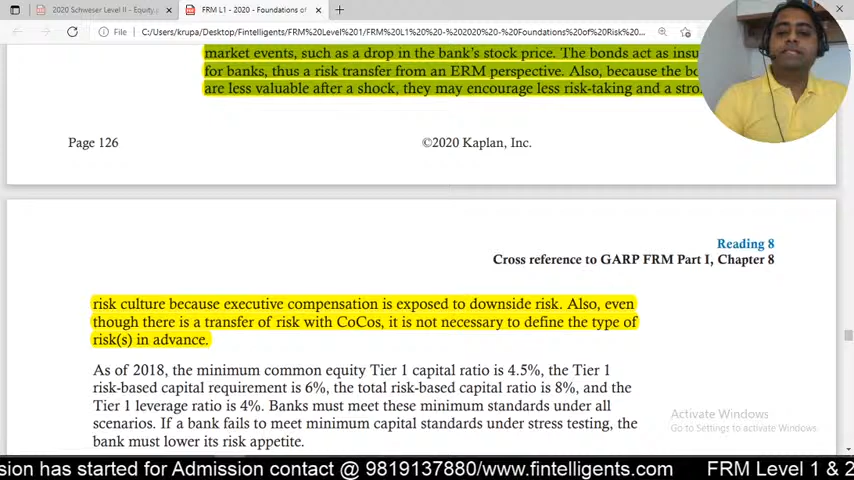 2020 Schweser Level II - Equity.p
FRM L1 - 2020 - Foundations of
File
C:/Users/krupa/Desktop/Fintelligents/FRM%20Level%201/FRM%20L1%20%20-%202020%20-%20Foundations%20of%20Risk%20M...
market events, such as a drop in the bank's stock price. The bonds act as insu
for banks, thus a risk transfer from an ERM perspective. Also, because the bo
are less valuable after a shock, they may encourage less risk-taking and a stro
Page 126
©2020 Kaplan, Inc.
Reading 8
Cross reference to GARP FRM Part I, Chapter 8
risk culture because executive compensation is exposed to downside risk. Also, even
though there is a transfer of risk with CoCos, it is not necessary to define the type of
risk(s) in advance.
As of 2018, the minimum common equity Tier 1 capital ratio is 4.5%, the Tier 1
risk-based capital requirement is 6%, the total risk-based capital ratio is 8%, and the
Tier 1 leverage ratio is 4%. Banks must meet these minimum standards under all
scenarios. If a bank fails to meet minimum capital standards under stress testing, the
bank must lower its risk appetite.
Activate Windows
Go to Settings to activate Windows.
sion has started for Admission contact @ 9819137880/www.fintelligents.com FRM Level 1 & 2